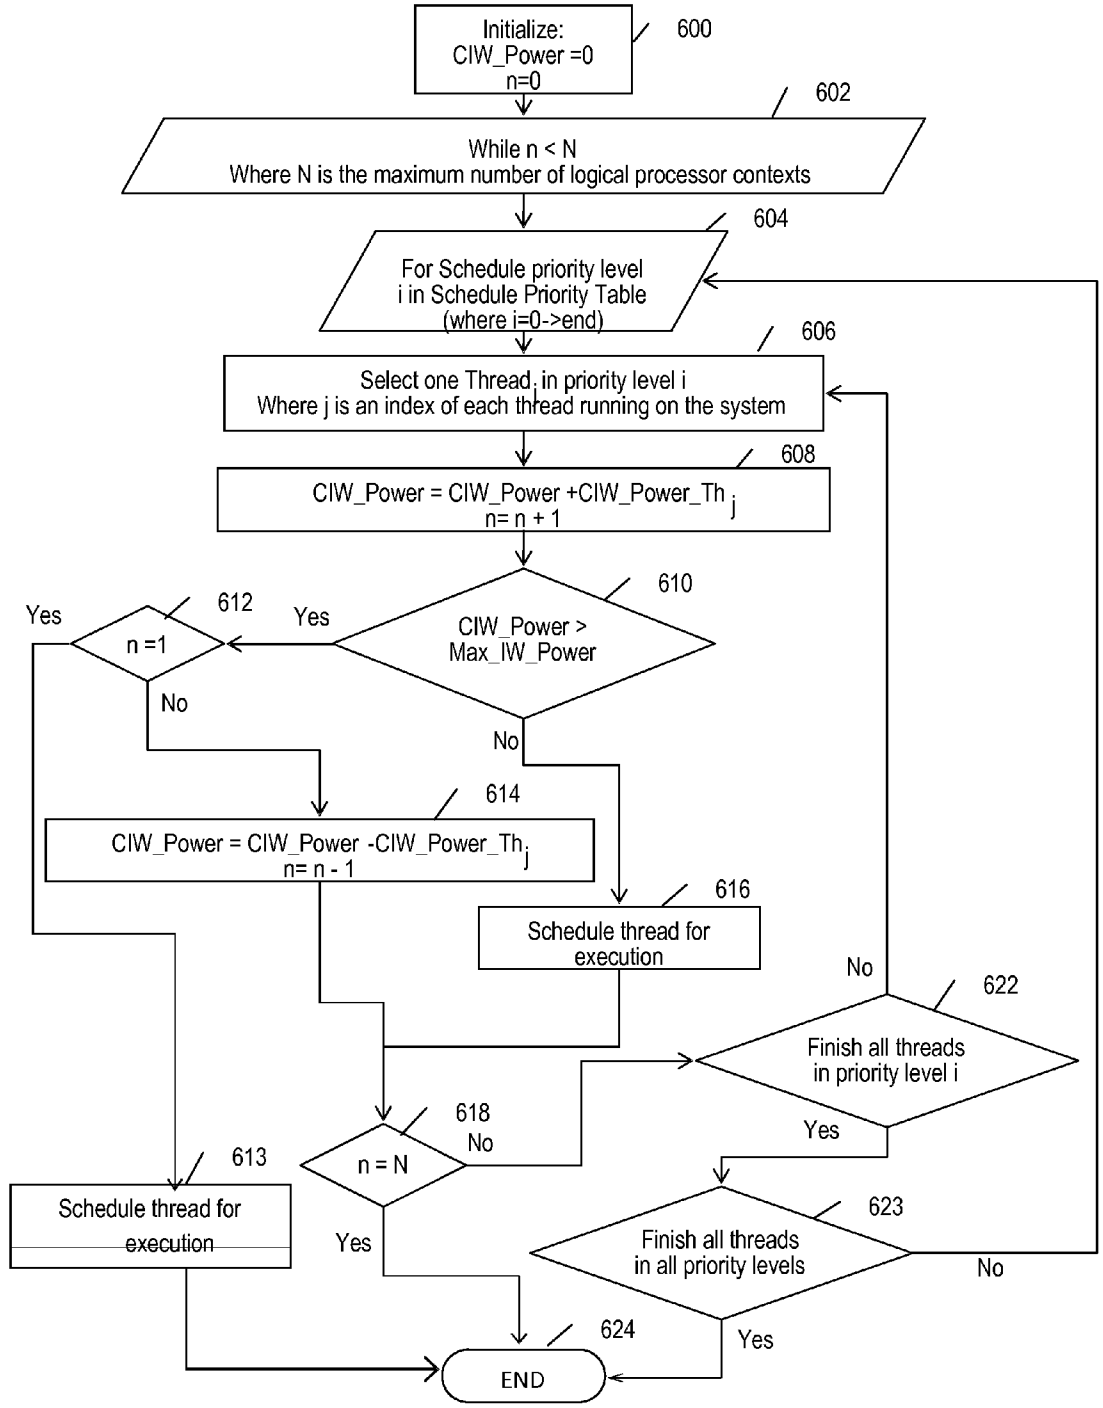 Initialize:
CIW_Power =0
n=0
600
602
While n < N
Where N is the maximum number of logical processor contexts
604
For Schedule priority level
i in Schedule Priority Table
(where i=0->end)
606
Select one Thread j in priority level i
Where j is an index of each thread running on the system
608
CIW_Power = CIW_Power +CIW_Power_Th j
n= n + 1
610
CIW_Power >
Max_IW_Power
Yes
No
612
n =1
Yes
No
614
CIW_Power = CIW_Power -CIW_Power_Th j
n= n - 1
616
Schedule thread for
execution
No
622
Finish all threads
in priority level i
Yes
618
n = N
No
Yes
613
Schedule thread for
execution
623
Finish all threads
in all priority levels
No
Yes
624
END